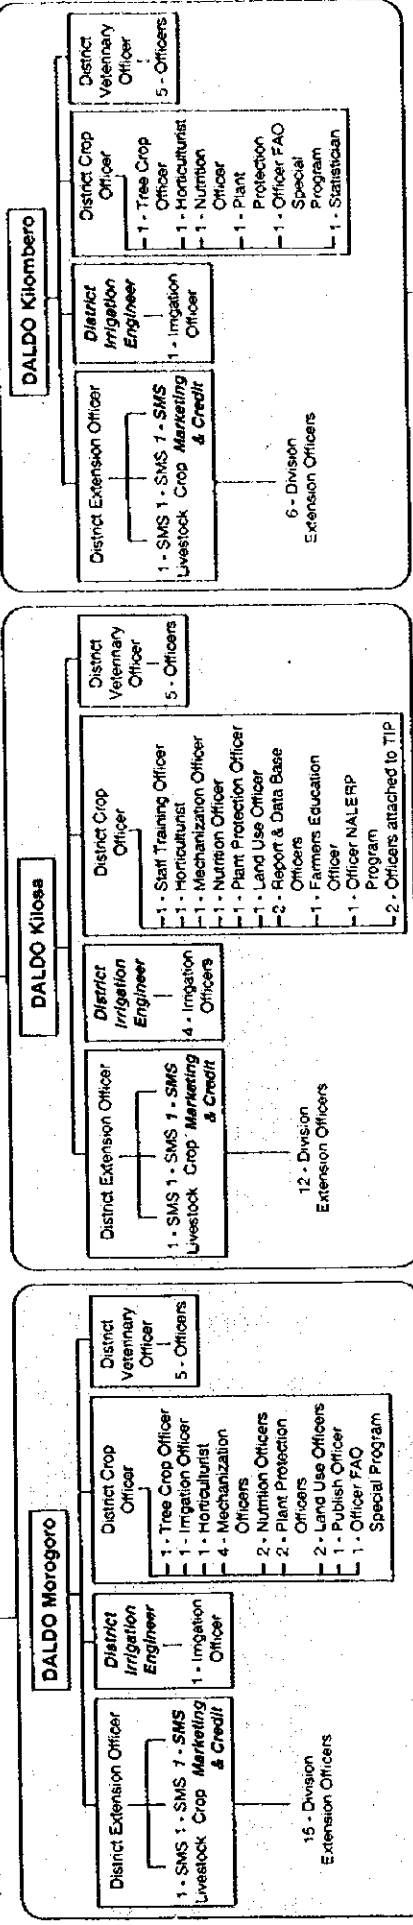 DALDO Morogoro
District Extension Officer
1 - SMS 1 - SMS 1 - SMS
Livestock Crop Marketing
& Credit
15 - Division
Extension Officers
District
Irrigation
Engineer
1 - Irrigation
Officer
District Crop
Officer
1 - Tree Crop Officer
1 - Irrigation Officer
1 - Horticulturist
4 - Mechanization
Officers
2 - Nutrition Officers
2 - Plant Protection
Officers
2 - Land Use Officers
1 - Publish Officer
1 - Officer FAO
Special Program
District
Veterinary
Officer
5 - Officers
DALDO Kilosa
District Extension Officer
1 - SMS 1 - SMS 1 - SMS
Livestock Crop Marketing
& Credit
12 - Division
Extension Officers
District
Irrigation
Engineer
4 - Irrigation
Officers
District Crop
Officer
1 - Staff Training Officer
1 - Horticulturist
1 - Mechanization Officer
1 - Nutrition Officer
1 - Plant Protection Officer
1 - Land Use Officer
2 - Report & Data Base
Officers
1 - Farmers Education
Officer
1 - Officer NALERP
Program
2 - Officers attached to TIP
District
Veterinary
Officer
5 - Officers
DALDO Kilombero
District Extension Officer
1 - SMS 1 - SMS 1 - SMS
Livestock Crop Marketing
& Credit
6 - Division
Extension Officers
District
Irrigation
Engineer
1 - Irrigation
Officer
District Crop
Officer
1 - Tree Crop
Officer
1 - Horticulturist
1 - Nutrition
Officer
1 - Plant
Protection
1 - Officer FAO
Special
Program
1 - Statistician
District
Veterinary
Officer
5 - Officers